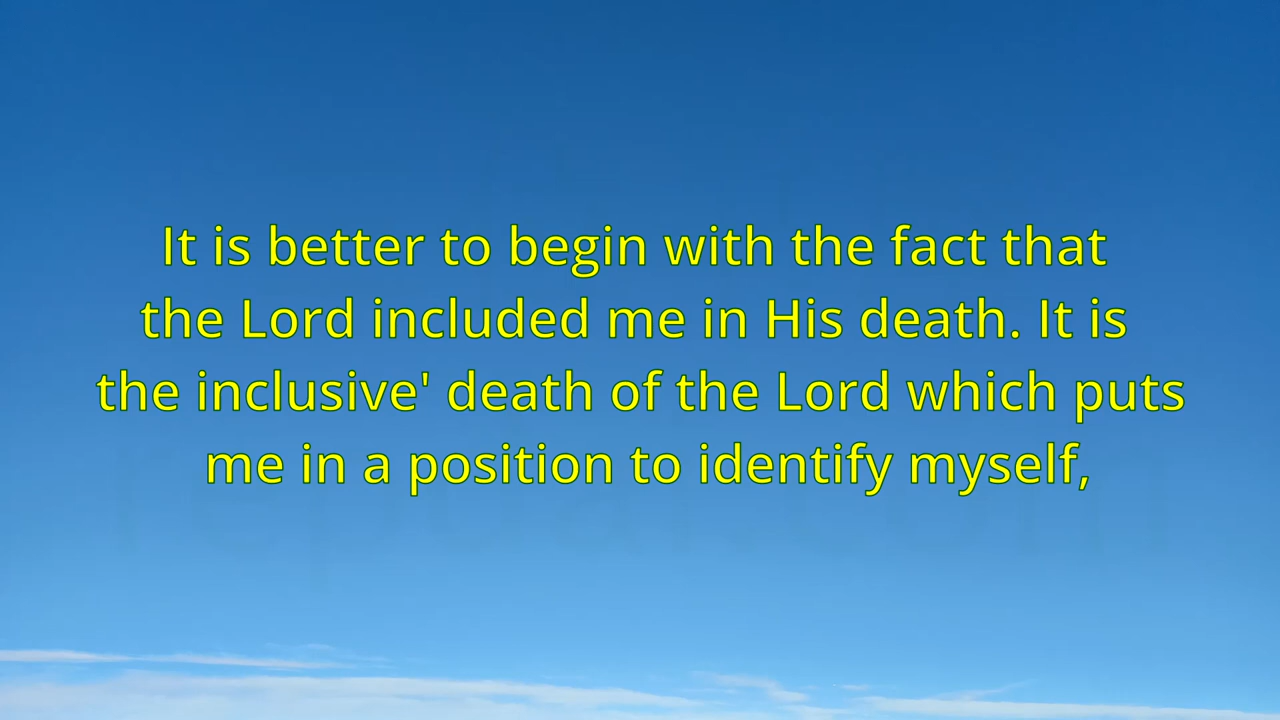 It is better to begin with the fact that
the Lord included me in His death. It is
the inclusive' death of the Lord which puts
me in a position to identify myself,